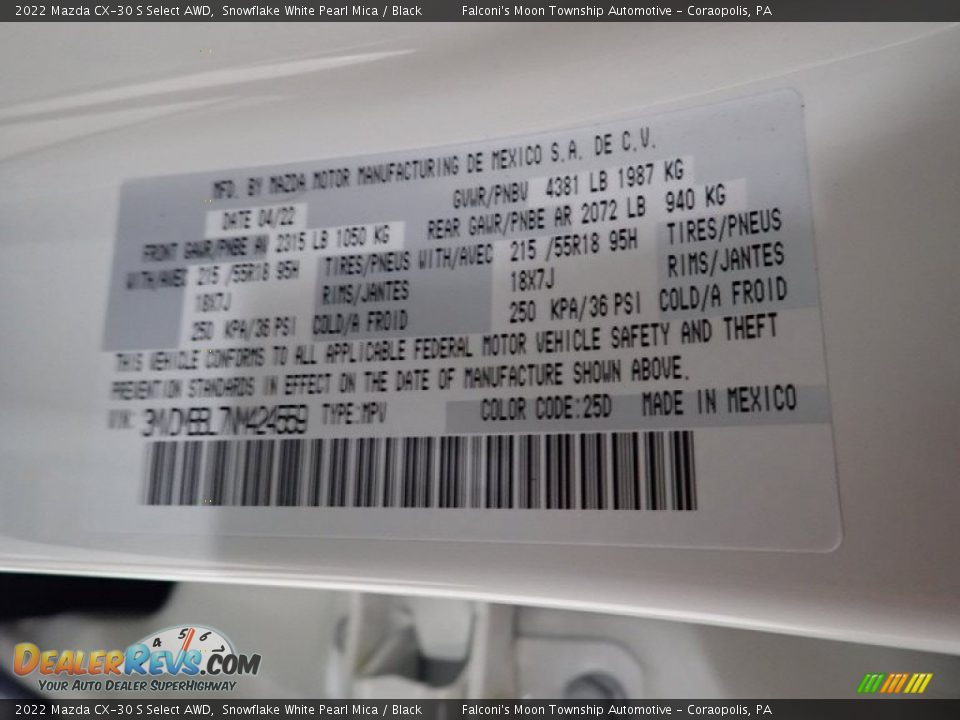 2022 Mazda CX-30 S Select AWD, Snowflake White Pearl Mica / Black Falconi's Moon Township Automotive - Coraopolis, PA
MFD. BY MAZDA MOTOR MANUFACTURING DE MEXICO S.A. DE C.V.
DATE 04/22 GVWR/PNBV 4381 LB 1987 KG
FRONT GAWR/PNBE AV 2315 LB 1050 KG REAR GAWR/PNBE AR 2072 LB 940 KG
WITH/AVEC 215 /55R18 95H TIRES/PNEUS WITH/AVEC 215 /55R18 95H TIRES/PNEUS
18X7J RIMS/JANTES 18X7J RIMS/JANTES
250 KPA/36 PSI COLD/A FROID 250 KPA/36 PSI COLD/A FROID
THIS VEHICLE CONFORMS TO ALL APPLICABLE FEDERAL MOTOR VEHICLE SAFETY AND THEFT
PREVENTION STANDARDS IN EFFECT ON THE DATE OF MANUFACTURE SHOWN ABOVE.
VIN: TYPE:MPV COLOR CODE:25D MADE IN MEXICO
4 5 6
DEALERREVS.COM
YOUR AUTO DEALER SUPERHIGHWAY
2022 Mazda CX-30 S Select AWD, Snowflake White Pearl Mica / Black Falconi's Moon Township Automotive - Coraopolis, PA